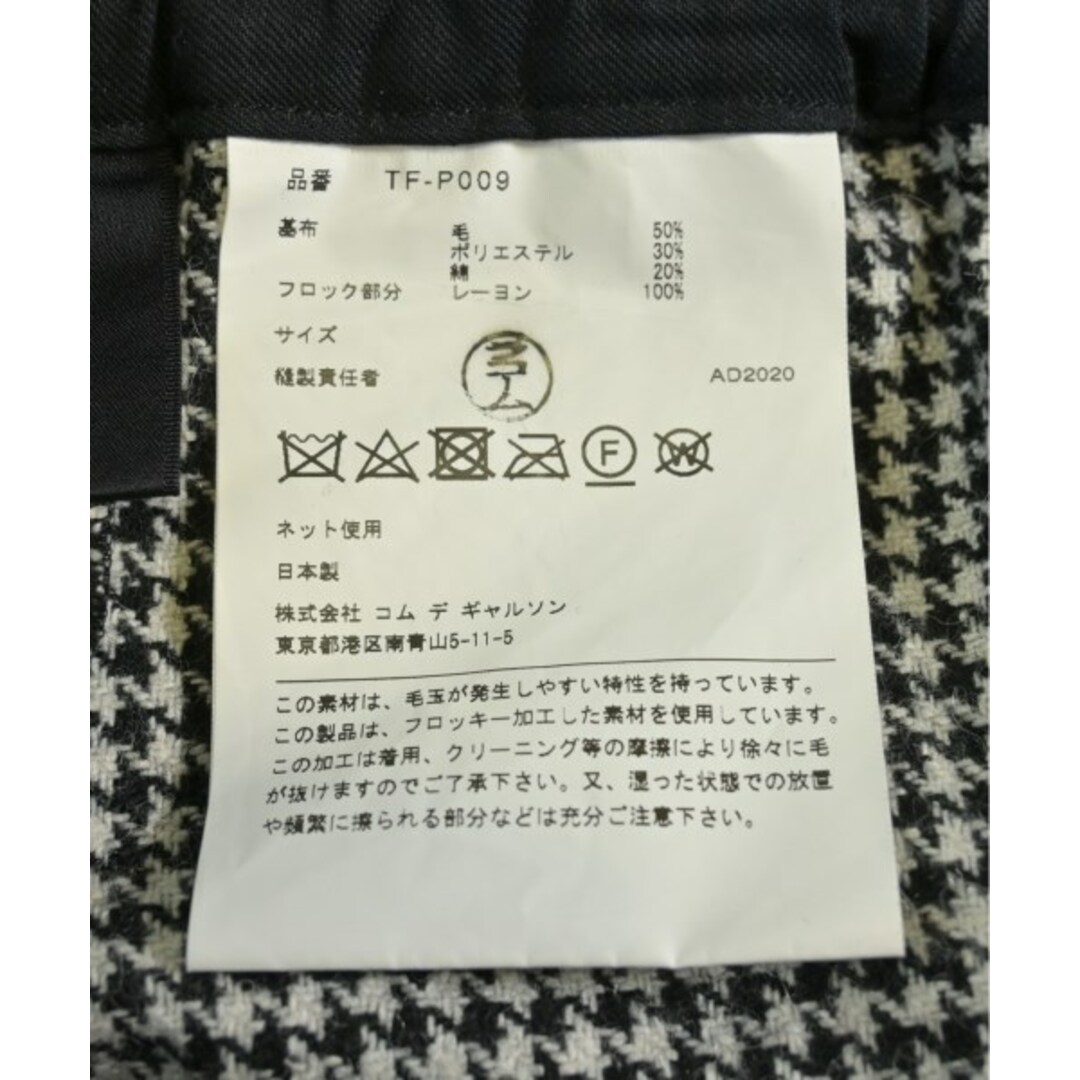 品番 TF-P009
基布 毛 50%
ポリエステル 30%
綿 20%
フロック部分 レーヨン 100%
サイズ
コム
縫製責任者 AD2020
F W
ネット使用
日本製
株式会社 コム デ ギャルソン
東京都港区南青山5-11-5
この素材は、毛玉が発生しやすい特性を持っています。
この製品は、フロッキー加工した素材を使用しています。
この加工は着用、クリーニング等の摩擦により徐々に毛
が抜けますのでご了承下さい。又、湿った状態での放置
や頻繁に擦られる部分などは充分ご注意下さい。